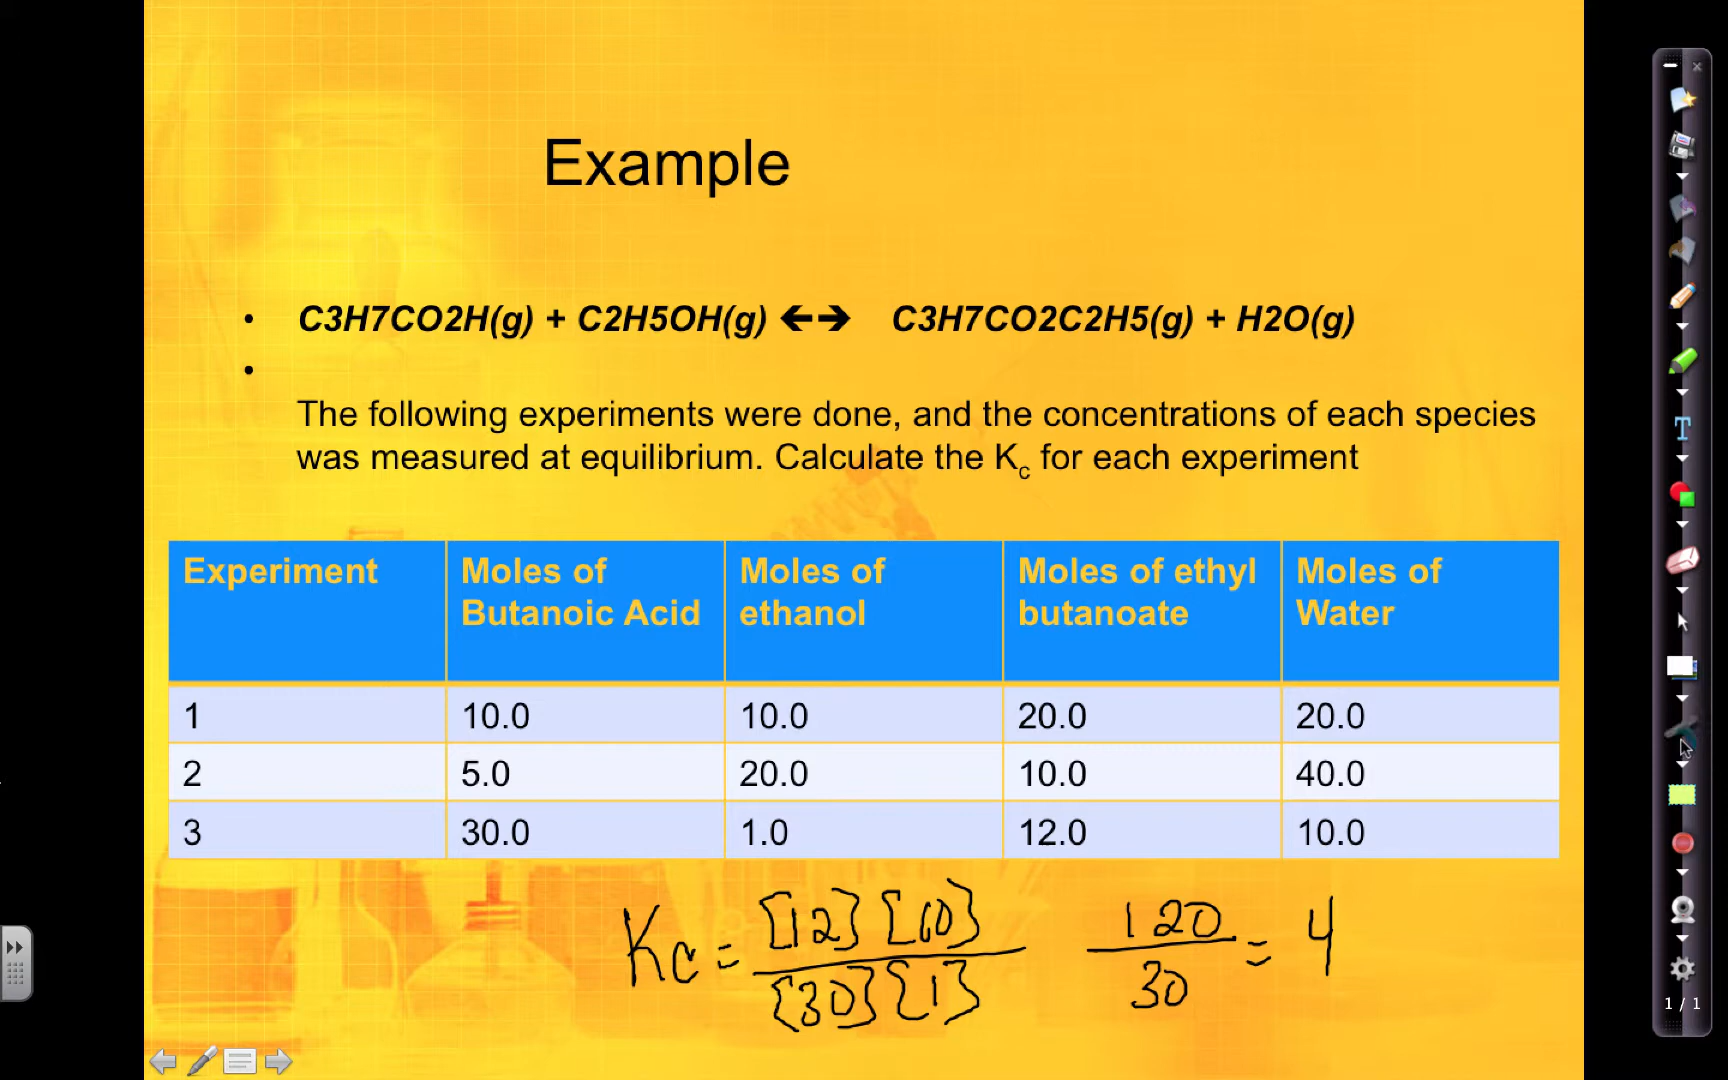 Example
• C3H7CO2H(g) + C2H5OH(g) ←→ C3H7CO2C2H5(g) + H2O(g)
•
The following experiments were done, and the concentrations of each species
was measured at equilibrium. Calculate the Kc for each experiment
Experiment | Moles of Butanoic Acid | Moles of ethanol | Moles of ethyl butanoate | Moles of Water
1 | 10.0 | 10.0 | 20.0 | 20.0
2 | 5.0 | 20.0 | 10.0 | 40.0
3 | 30.0 | 1.0 | 12.0 | 10.0
Kc = [12][10] / [30][1] 120 / 30 = 4
1 / 1